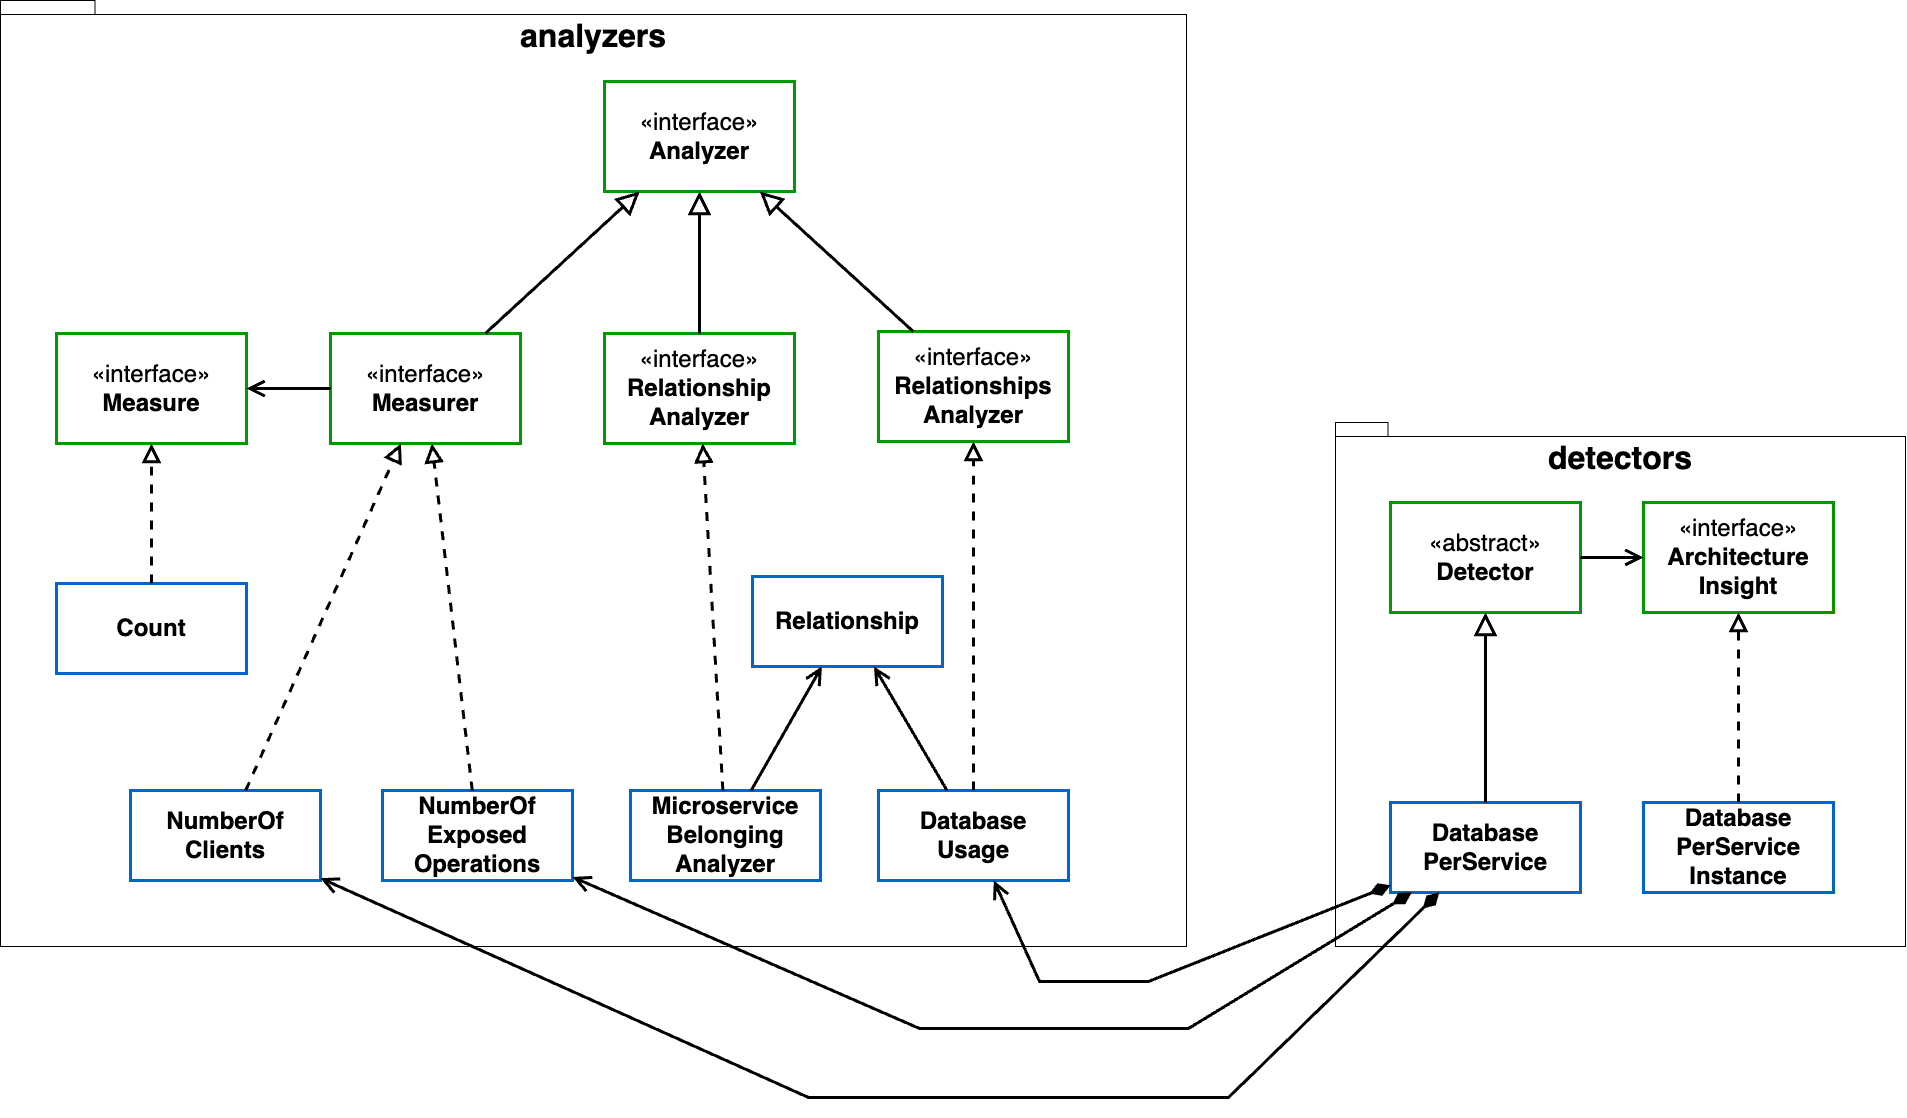 analyzers
«interface»
Analyzer
«interface»
Measure
«interface»
Measurer
«interface»
Relationship
Analyzer
«interface»
Relationships
Analyzer
Count
Relationship
NumberOf
Clients
NumberOf
Exposed
Operations
Microservice
Belonging
Analyzer
Database
Usage
detectors
«abstract»
Detector
«interface»
Architecture
Insight
Database
PerService
Database
PerService
Instance